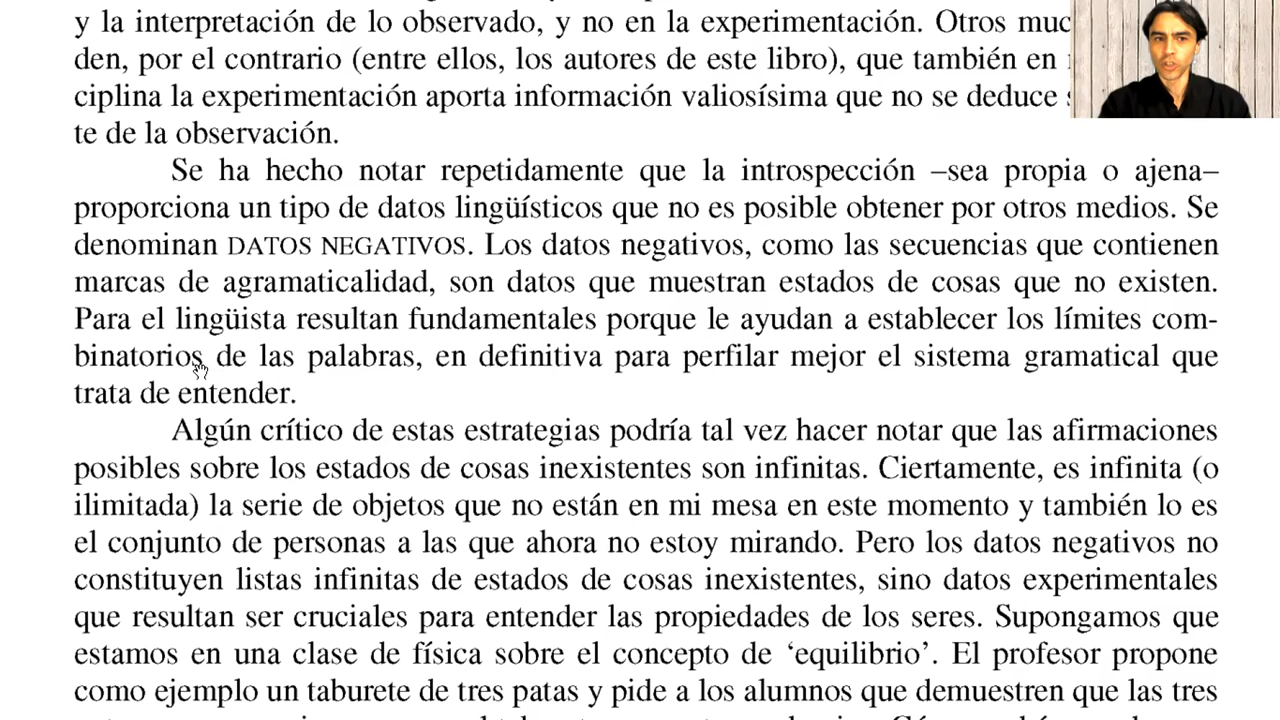 y la interpretación de lo observado, y no en la experimentación. Otros
den, por el contrario (entre ellos, los autores de este libro), que también en
ciplina la experimentación aporta información valiosísima que no se deduce
te de la observación.
Se ha hecho notar repetidamente que la introspección –sea propia o ajena–
proporciona un tipo de datos lingüísticos que no es posible obtener por otros medios. Se
denominan DATOS NEGATIVOS. Los datos negativos, como las secuencias que contienen
marcas de agramaticalidad, son datos que muestran estados de cosas que no existen.
Para el lingüista resultan fundamentales porque le ayudan a establecer los límites com-
binatorios de las palabras, en definitiva para perfilar mejor el sistema gramatical que
trata de entender.
Algún crítico de estas estrategias podría tal vez hacer notar que las afirmaciones
posibles sobre los estados de cosas inexistentes son infinitas. Ciertamente, es infinita (o
ilimitada) la serie de objetos que no están en mi mesa en este momento y también lo es
el conjunto de personas a las que ahora no estoy mirando. Pero los datos negativos no
constituyen listas infinitas de estados de cosas inexistentes, sino datos experimentales
que resultan ser cruciales para entender las propiedades de los seres. Supongamos que
estamos en una clase de física sobre el concepto de ‘equilibrio’. El profesor propone
como ejemplo un taburete de tres patas y pide a los alumnos que demuestren que las tres